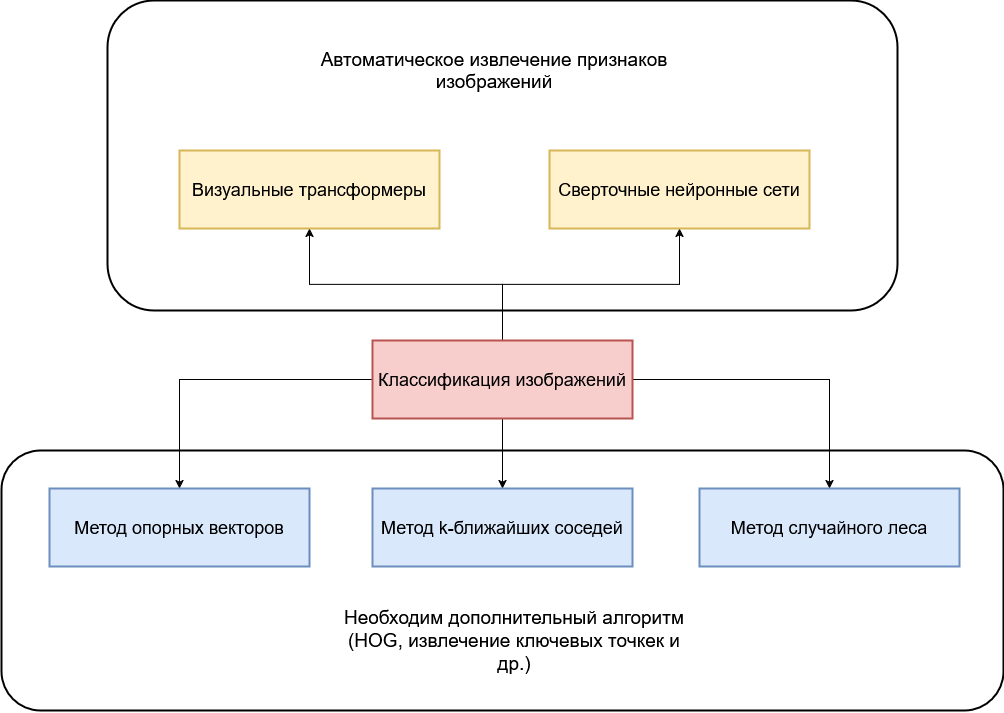 Автоматическое извлечение признаков
изображений
Визуальные трансформеры
Сверточные нейронные сети
Классификация изображений
Метод опорных векторов
Метод k-ближайших соседей
Метод случайного леса
Необходим дополнительный алгоритм
(HOG, извлечение ключевых точкек и
др.)